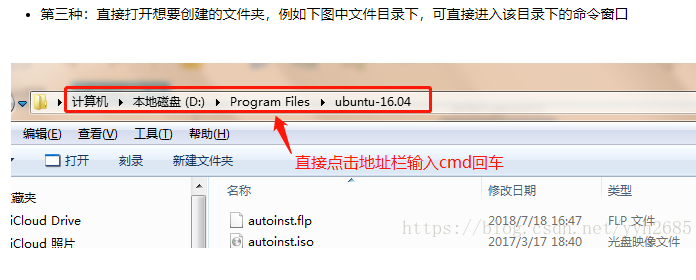 第三种：直接打开想要创建的文件夹，例如下图中文件目录下，可直接进入该目录下的命令窗口
计算机 本地磁盘 (D:) Program Files ubuntu-16.04
编辑(E) 查看(V) 工具(T) 帮助(H)
打开 刻录 新建文件夹
直接点击地址栏输入cmd回车
藏夹 名称 修改日期 类型
iCloud Drive autoinst.flp 2018/7/18 16:47 FLP 文件
iCloud 照片 autoinst.iso 2017/3/17 18:40 光盘映像文件